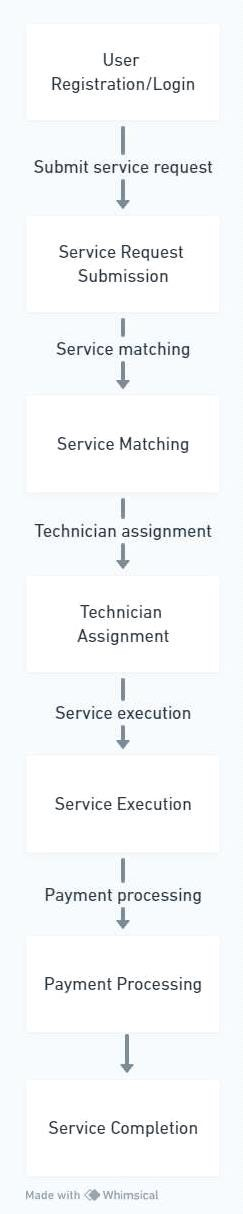 User
Registration/Login
Submit service request
Service Request
Submission
Service matching
Service Matching
Technician assignment
Technician
Assignment
Service execution
Service Execution
Payment processing
Payment Processing
Service Completion
Made with Whimsical